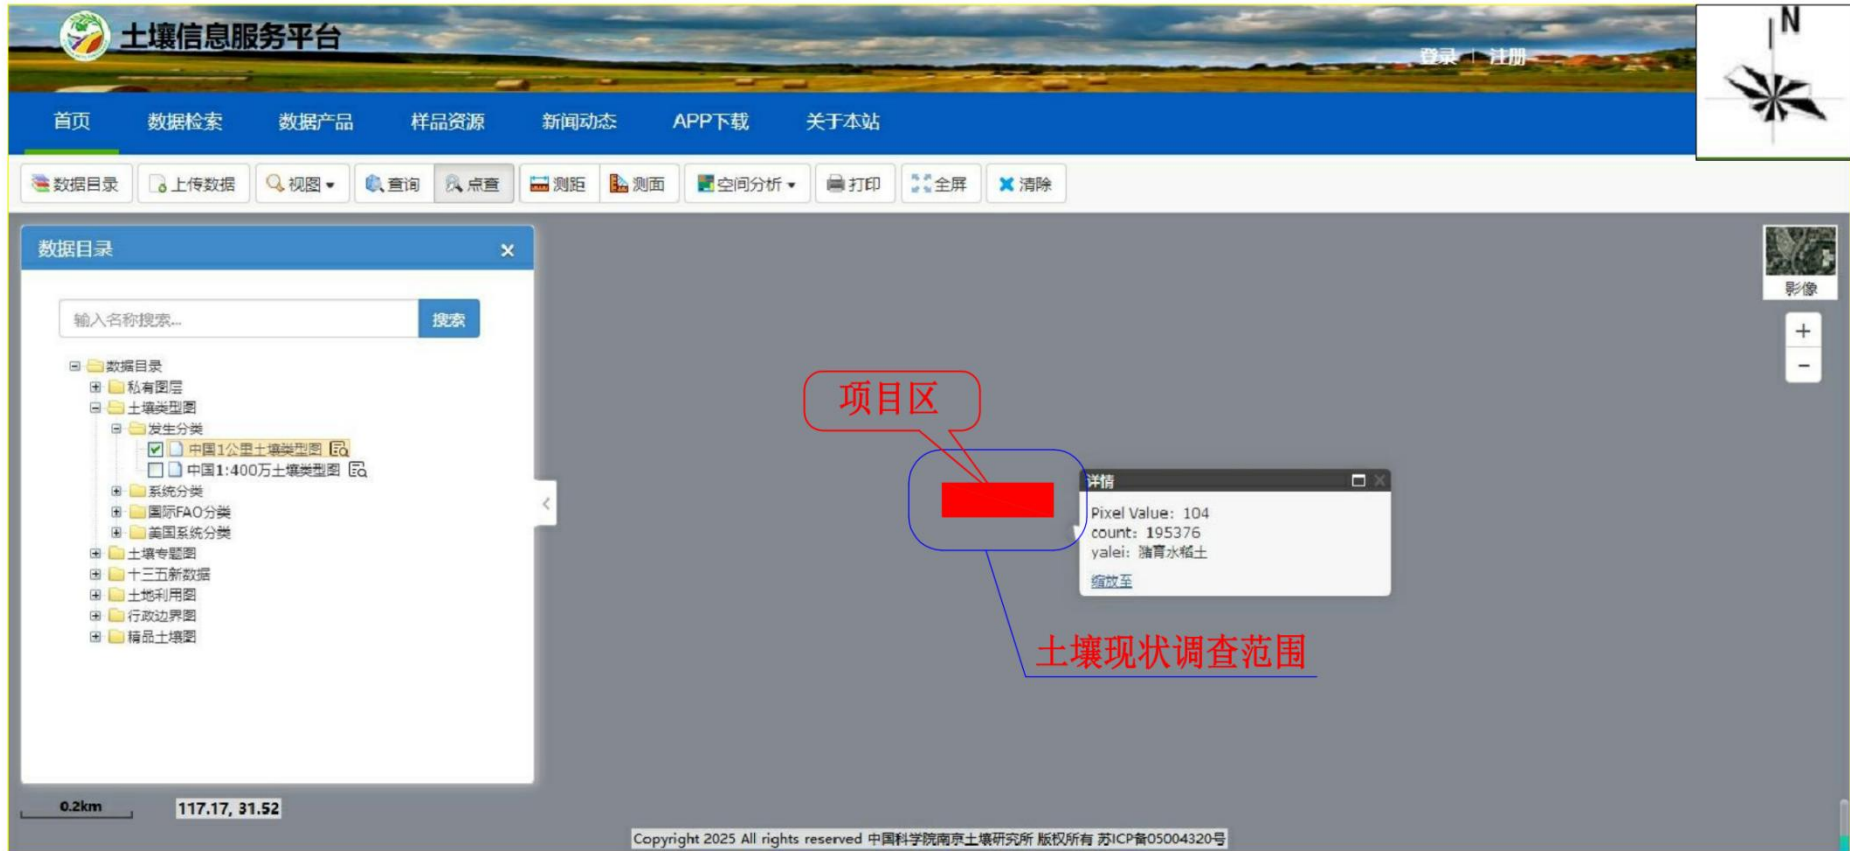 土壤信息服务平台
登录 | 注册
N
首页 数据检索 数据产品 样品资源 新闻动态 APP下载 关于本站
数据目录 上传数据 视图 查询 点查 测距 测面 空间分析 打印 全屏 清除
数据目录
影像
输入名称搜索... 搜索
+
-
数据目录
私有图层
土壤类型图
发生分类
中国1公里土壤类型图
中国1:400万土壤类型图
系统分类
国际FAO分类
美国系统分类
土壤专题图
十三五新数据
土地利用图
行政边界图
精品土壤图
项目区
详情
Pixel Value: 104
count: 195376
yalei: 潴育水稻土
缩放至
土壤现状调查范围
0.2km 117.17, 31.52
Copyright 2025 All rights reserved 中国科学院南京土壤研究所 版权所有 苏ICP备05004320号